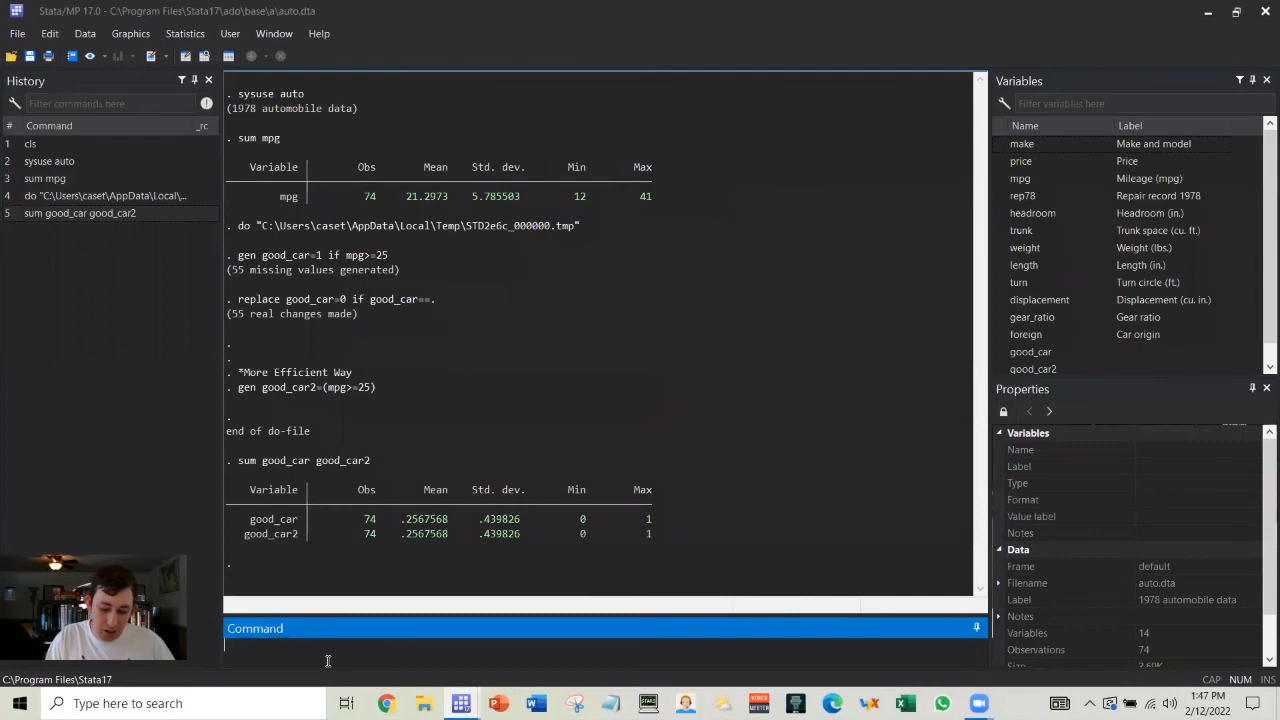 Stata/MP 17.0 - C:\Program Files\Stata17\ado\base\a\auto.dta
File Edit Data Graphics Statistics User Window Help
History
Filter commands here
# Command _rc
1 cls
2 sysuse auto
3 sum mpg
4 do "C:\Users\caset\AppData\Local\...
5 sum good_car good_car2
. sysuse auto
(1978 automobile data)
. sum mpg
Variable Obs Mean Std. dev. Min Max
mpg 74 21.2973 5.785503 12 41
. do "C:\Users\caset\AppData\Local\Temp\STD2e6c_000000.tmp"
. gen good_car=1 if mpg>=25
(55 missing values generated)
. replace good_car=0 if good_car==.
(55 real changes made)
.
.
. *More Efficient Way
. gen good_car2=(mpg>=25)
.
end of do-file
. sum good_car good_car2
Variable Obs Mean Std. dev. Min Max
good_car 74 .2567568 .439826 0 1
good_car2 74 .2567568 .439826 0 1
.
Command
Variables
Filter variables here
Name Label
make Make and model
price Price
mpg Mileage (mpg)
rep78 Repair record 1978
headroom Headroom (in.)
trunk Trunk space (cu. ft.)
weight Weight (lbs.)
length Length (in.)
turn Turn circle (ft.)
displacement Displacement (cu. in.)
gear_ratio Gear ratio
foreign Car origin
good_car
good_car2
Properties
Variables
Name
Label
Type
Format
Value label
Notes
Data
Frame default
Filename auto.dta
Label 1978 automobile data
Notes
Variables 14
Observations 74
Size 3.69K
C:\Program Files\Stata17
CAP NUM INS
Type here to search
1:47 PM
2/12/2022